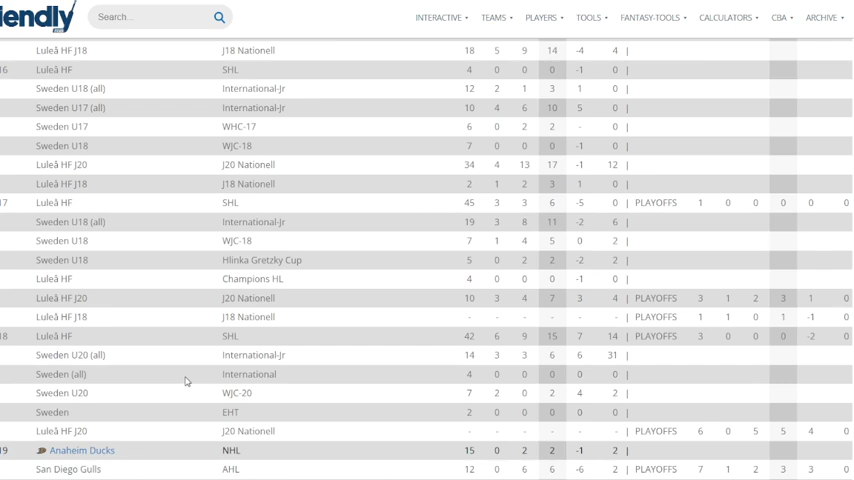 iendly
Search... INTERACTIVE TEAMS PLAYERS TOOLS FANTASY-TOOLS CALCULATORS CBA ARCHIVE
Luleå HF J18 J18 Nationell 18 5 9 14 -4 4 |
16 Luleå HF SHL 4 0 0 0 -1 0 |
Sweden U18 (all) International-Jr 12 2 1 3 1 0 |
Sweden U17 (all) International-Jr 10 4 6 10 5 0 |
Sweden U17 WHC-17 6 0 2 2 - 0 |
Sweden U18 WJC-18 7 0 0 0 -1 0 |
Luleå HF J20 J20 Nationell 34 4 13 17 -1 12 |
Luleå HF J18 J18 Nationell 2 1 2 3 1 0 |
17 Luleå HF SHL 45 3 3 6 -5 0 | PLAYOFFS 1 0 0 0 0 0
Sweden U18 (all) International-Jr 19 3 8 11 -2 6 |
Sweden U18 WJC-18 7 1 4 5 0 2 |
Sweden U18 Hlinka Gretzky Cup 5 0 2 2 -2 2 |
Luleå HF Champions HL 4 0 0 0 -1 0 |
Luleå HF J20 J20 Nationell 10 3 4 7 3 4 | PLAYOFFS 3 1 2 3 1 0
Luleå HF J18 J18 Nationell - - - - - - | PLAYOFFS 1 1 0 1 -1 0
18 Luleå HF SHL 42 6 9 15 7 14 | PLAYOFFS 3 0 0 0 -2 0
Sweden U20 (all) International-Jr 14 3 3 6 6 31 |
Sweden (all) International 4 0 0 0 0 0 |
Sweden U20 WJC-20 7 2 0 2 4 2 |
Sweden EHT 2 0 0 0 0 0 |
Luleå HF J20 J20 Nationell - - - - - - | PLAYOFFS 6 0 5 5 4 0
19 Anaheim Ducks NHL 15 0 2 2 -1 2 |
San Diego Gulls AHL 12 0 6 6 -6 2 | PLAYOFFS 7 1 2 3 3 0